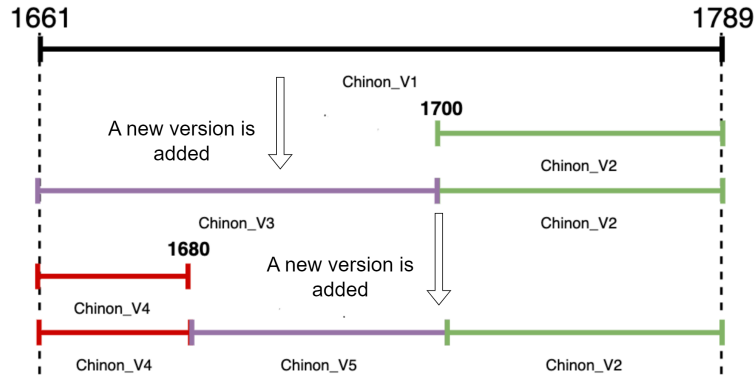 1661 1789
Chinon_V1
1700
A new version is
added
Chinon_V2
Chinon_V3 Chinon_V2
1680
A new version is
added
Chinon_V4
Chinon_V4 Chinon_V5 Chinon_V2